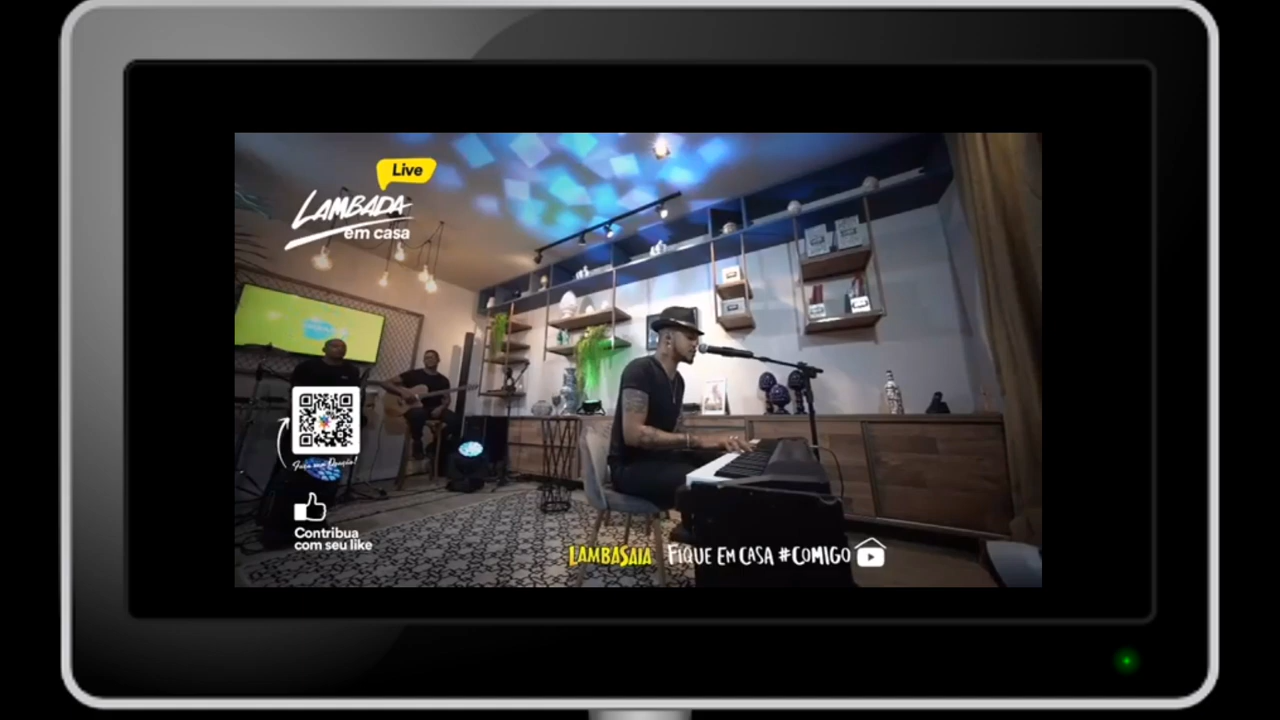 Live
LAMBADA
em casa
Contribua
com seu like
LAMBASAIA FIQUE EM CASA #COMIGO